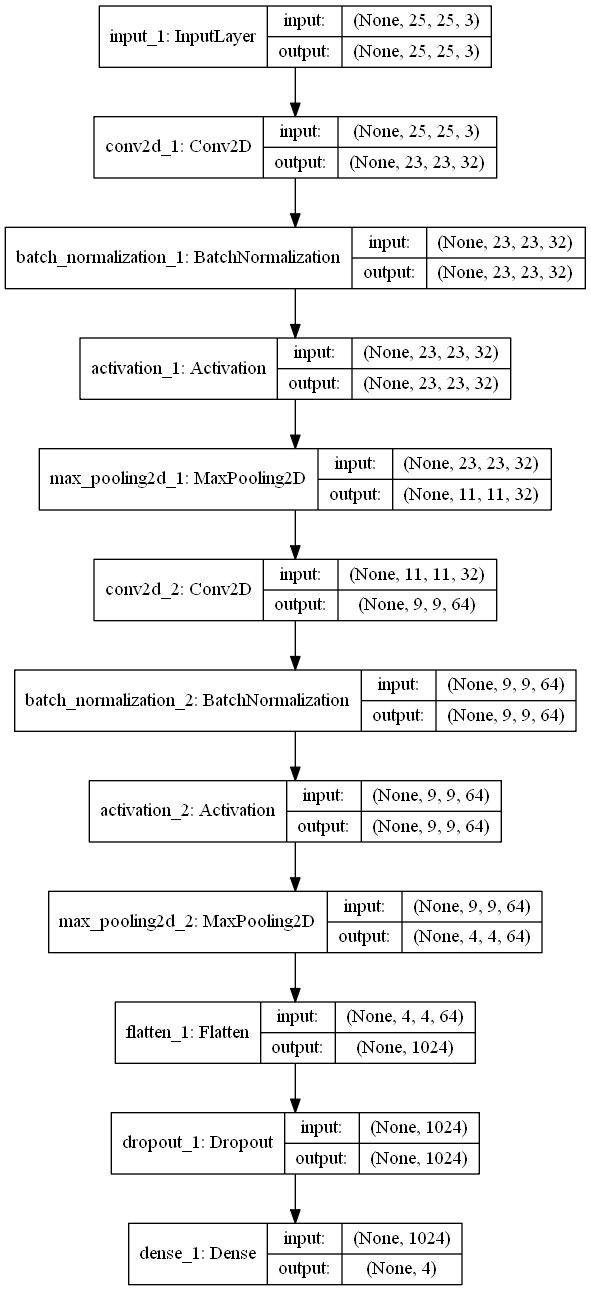 input_1: InputLayer
input: (None, 25, 25, 3)
output: (None, 25, 25, 3)
conv2d_1: Conv2D
input: (None, 25, 25, 3)
output: (None, 23, 23, 32)
batch_normalization_1: BatchNormalization
input: (None, 23, 23, 32)
output: (None, 23, 23, 32)
activation_1: Activation
input: (None, 23, 23, 32)
output: (None, 23, 23, 32)
max_pooling2d_1: MaxPooling2D
input: (None, 23, 23, 32)
output: (None, 11, 11, 32)
conv2d_2: Conv2D
input: (None, 11, 11, 32)
output: (None, 9, 9, 64)
batch_normalization_2: BatchNormalization
input: (None, 9, 9, 64)
output: (None, 9, 9, 64)
activation_2: Activation
input: (None, 9, 9, 64)
output: (None, 9, 9, 64)
max_pooling2d_2: MaxPooling2D
input: (None, 9, 9, 64)
output: (None, 4, 4, 64)
flatten_1: Flatten
input: (None, 4, 4, 64)
output: (None, 1024)
dropout_1: Dropout
input: (None, 1024)
output: (None, 1024)
dense_1: Dense
input: (None, 1024)
output: (None, 4)